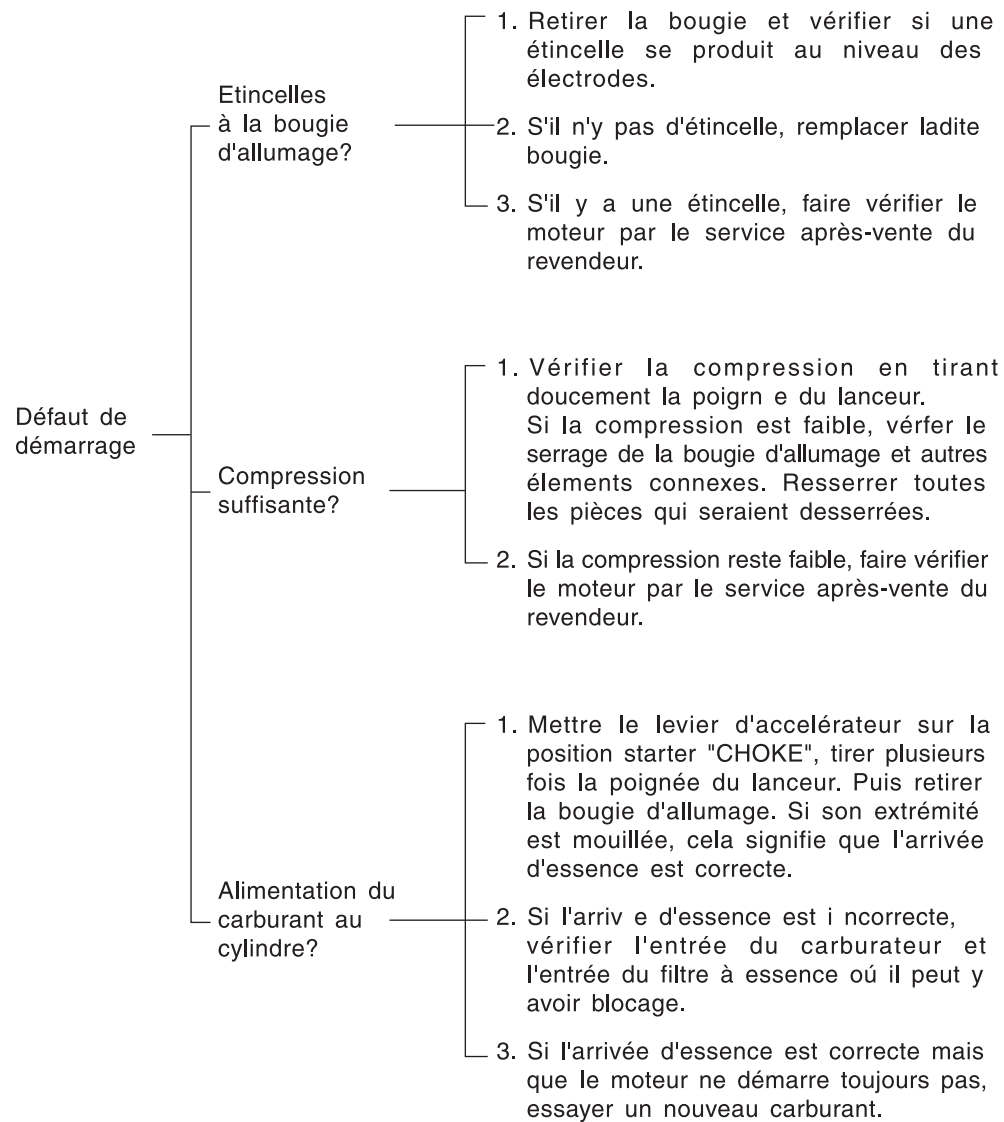 Défaut de
démarrage
Etincelles
à la bougie
d'allumage?
1. Retirer la bougie et vérifier si une
étincelle se produit au niveau des
électrodes.
2. S'il n'y pas d'étincelle, remplacer ladite
bougie.
3. S'il y a une étincelle, faire vérifier le
moteur par le service après-vente du
revendeur.
Compression
suffisante?
1. Vérifier la compression en tirant
doucement la poigrn e du lanceur.
Si la compression est faible, vérfer le
serrage de la bougie d'allumage et autres
élements connexes. Resserrer toutes
les pièces qui seraient desserrées.
2. Si la compression reste faible, faire vérifier
le moteur par le service après-vente du
revendeur.
Alimentation du
carburant au
cylindre?
1. Mettre le levier d'accelérateur sur la
position starter "CHOKE", tirer plusieurs
fois la poignée du lanceur. Puis retirer
la bougie d'allumage. Si son extrémité
est mouillée, cela signifie que l'arrivée
d'essence est correcte.
2. Si l'arriv e d'essence est i ncorrecte,
vérifier l'entrée du carburateur et
l'entrée du filtre à essence oú il peut y
avoir blocage.
3. Si l'arrivée d'essence est correcte mais
que le moteur ne démarre toujours pas,
essayer un nouveau carburant.